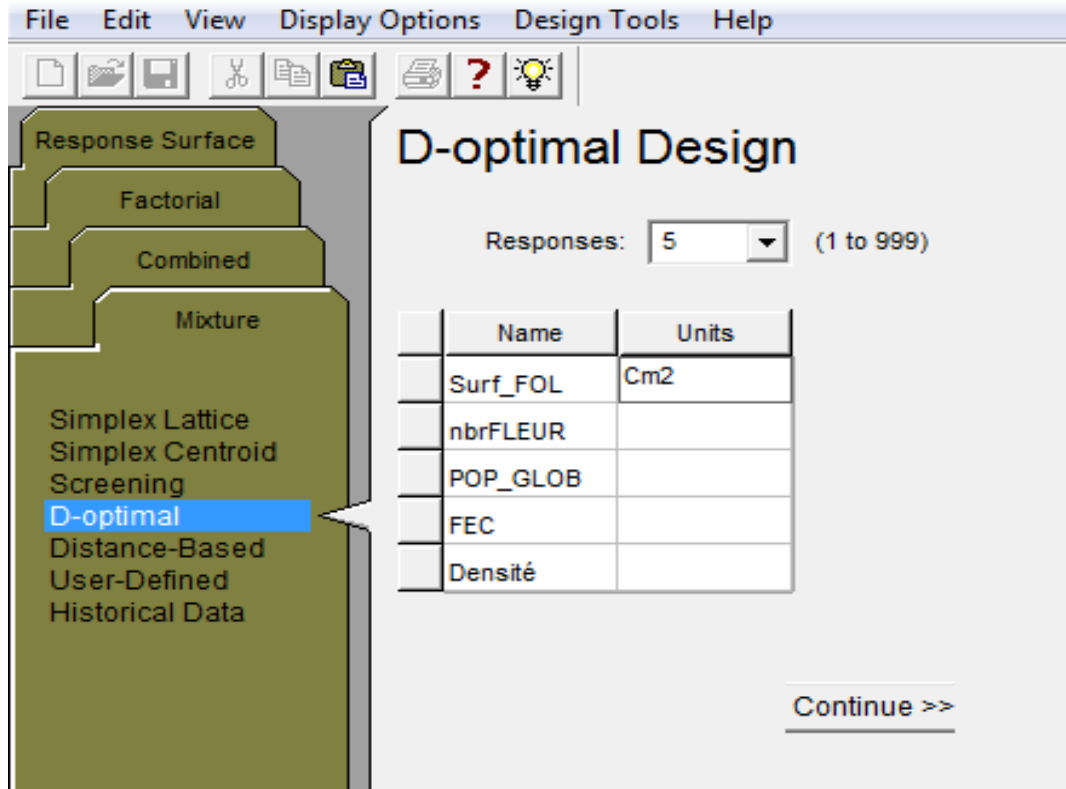 File Edit View Display Options Design Tools Help
Response Surface
Factorial
Combined
Mixture
Simplex Lattice
Simplex Centroid
Screening
D-optimal
Distance-Based
User-Defined
Historical Data
D-optimal Design
Responses: 5 (1 to 999)
Name Units
Surf_FOL Cm2
nbrFLEUR
POP_GLOB
FEC
Densité
Continue >>